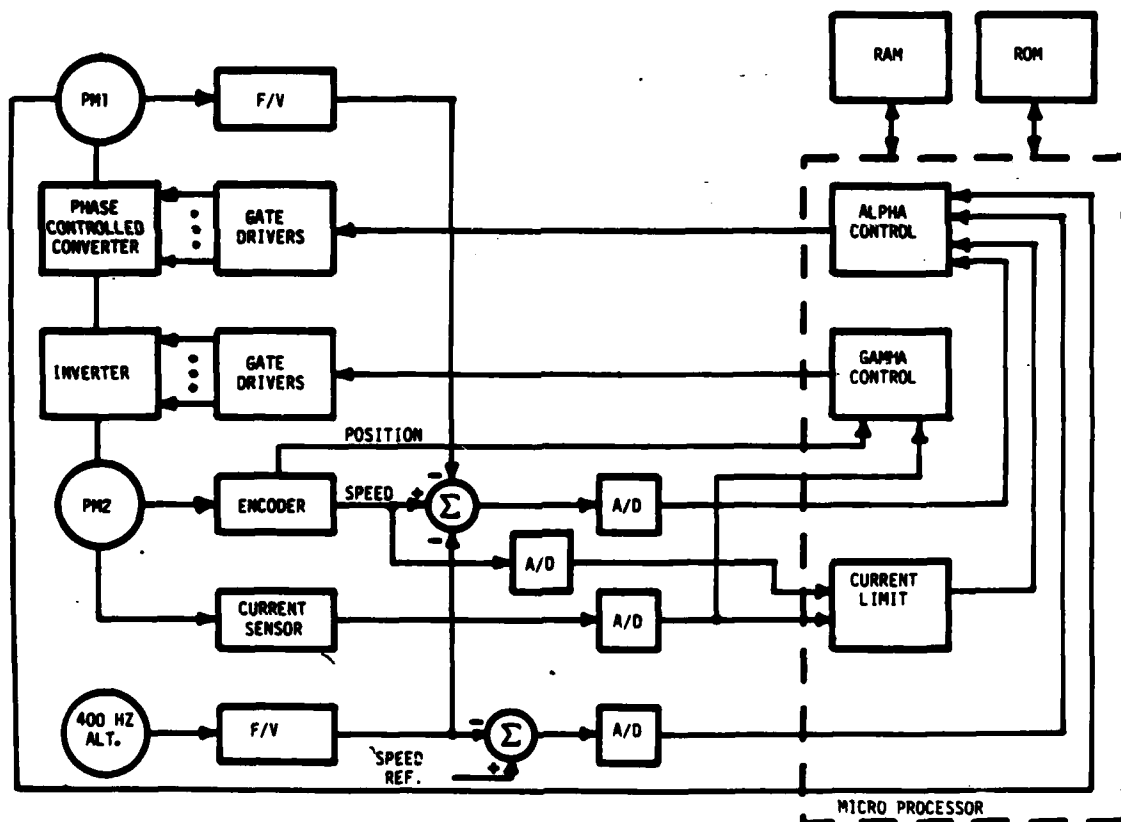 RAM
ROM
PM1
F/V
PHASE
CONTROLLED
CONVERTER
GATE
DRIVERS
ALPHA
CONTROL
INVERTER
GATE
DRIVERS
GAMMA
CONTROL
POSITION
PM2
ENCODER
SPEED
-
+
Σ
-
A/D
A/D
CURRENT
SENSOR
A/D
CURRENT
LIMIT
400 HZ
ALT.
F/V
-
Σ
+
A/D
SPEED
REF.
MICRO PROCESSOR